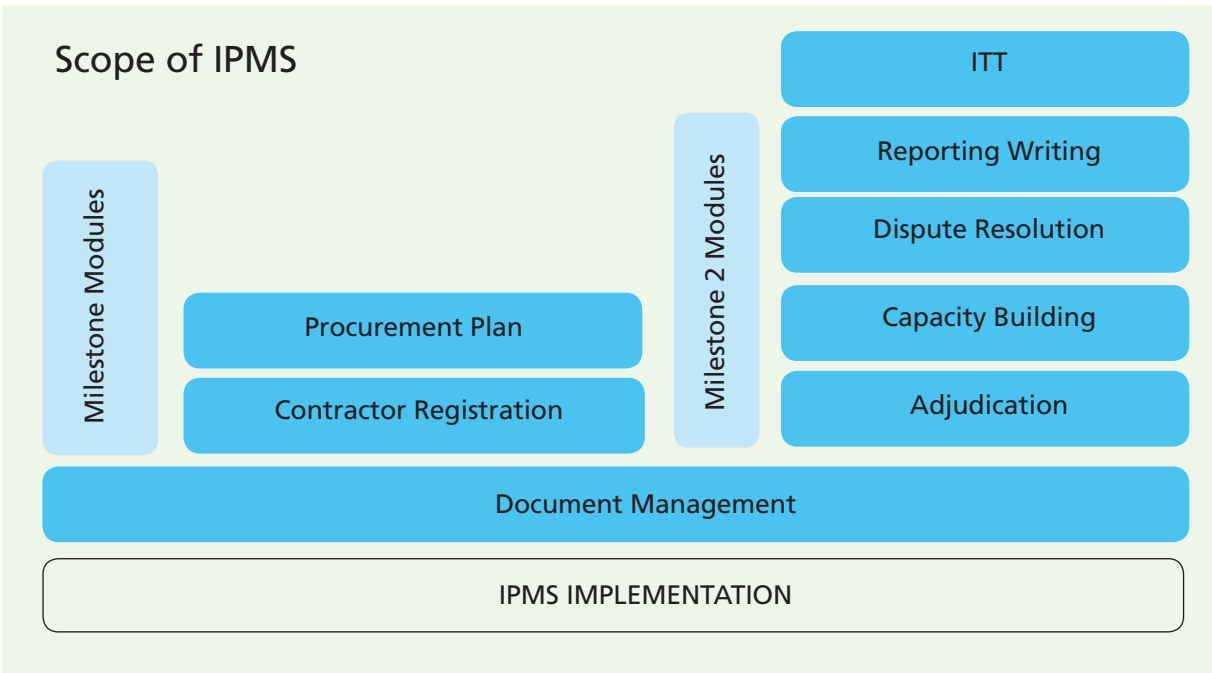 Scope of IPMS
Milestone Modules
Procurement Plan
Contractor Registration
Milestone 2 Modules
ITT
Reporting Writing
Dispute Resolution
Capacity Building
Adjudication
Document Management
IPMS IMPLEMENTATION